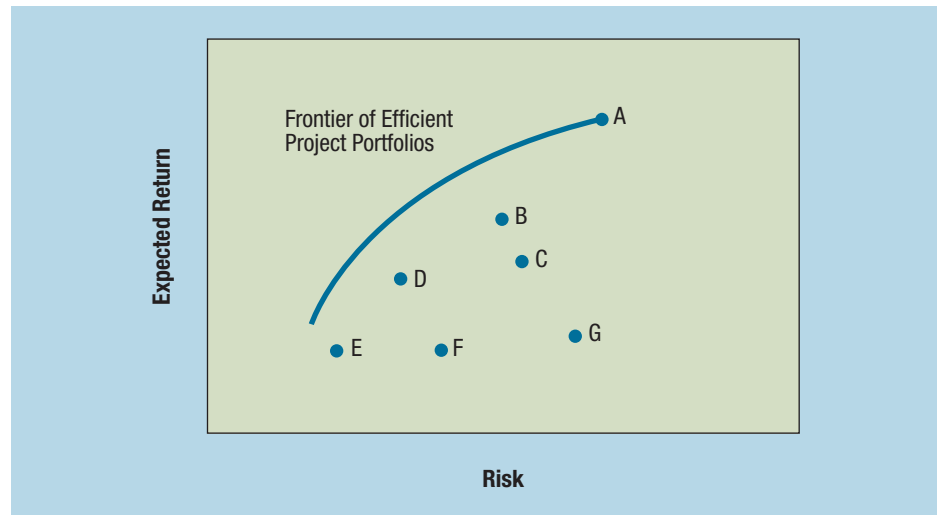 Frontier of Efficient
Project Portfolios
A
B
C
D
E
F
G
Expected Return
Risk